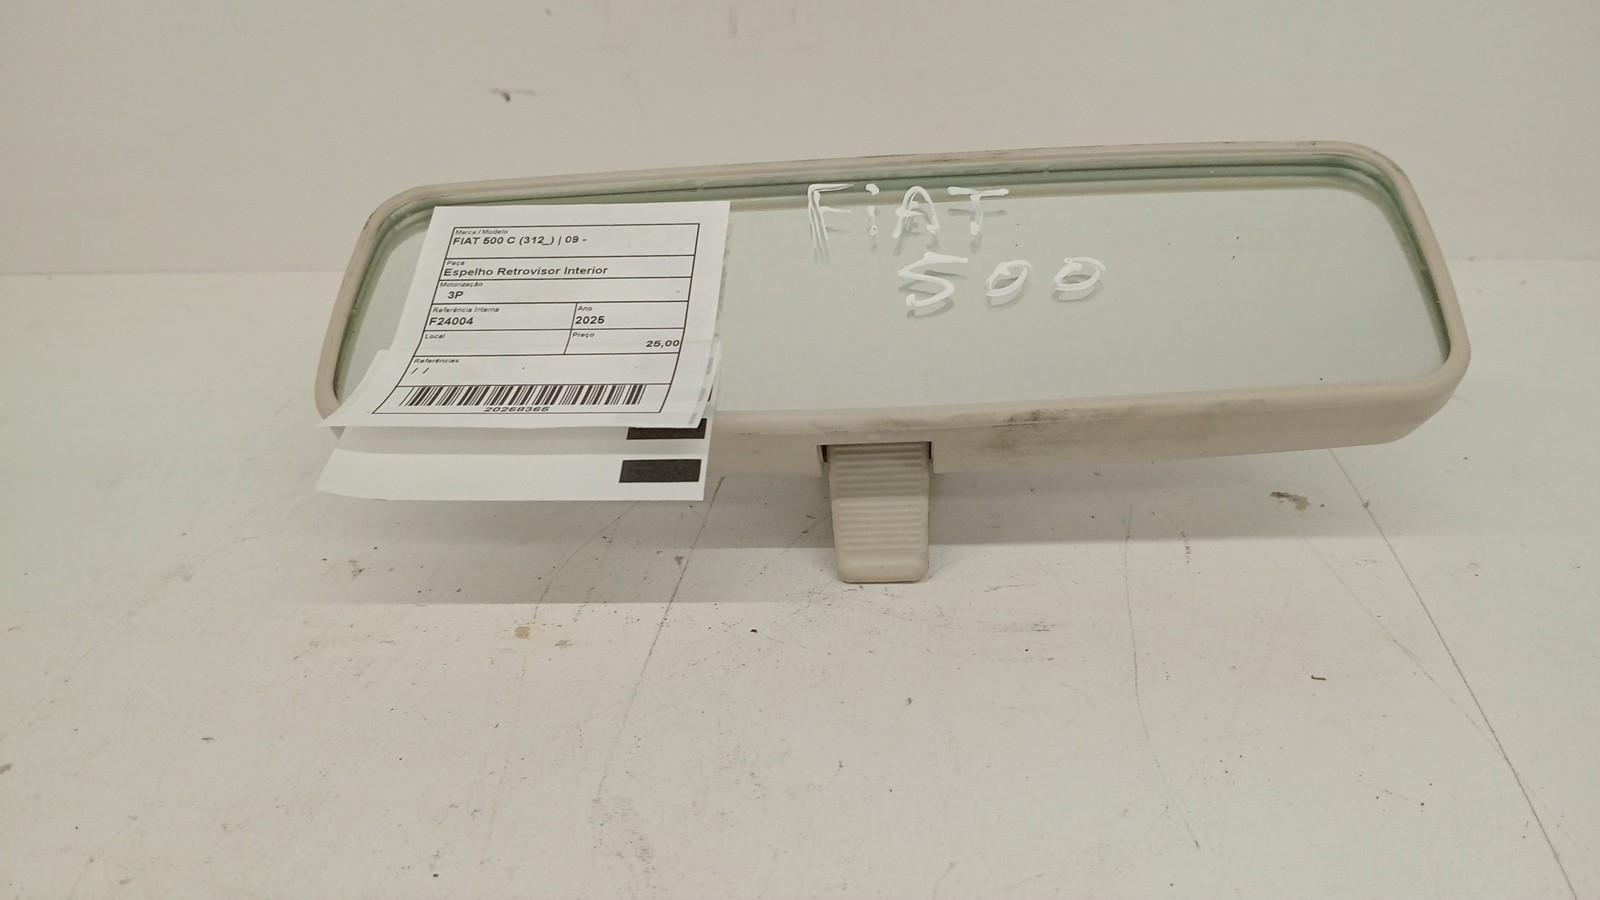 FiAT
500
Marca / Modelo
FIAT 500 C (312_) | 09 -
Peça
Espelho Retrovisor Interior
Motorização
3P
Referência Interna
F24004
Ano
2025
Local
Preço
25,00
Referências
/ /
20268365